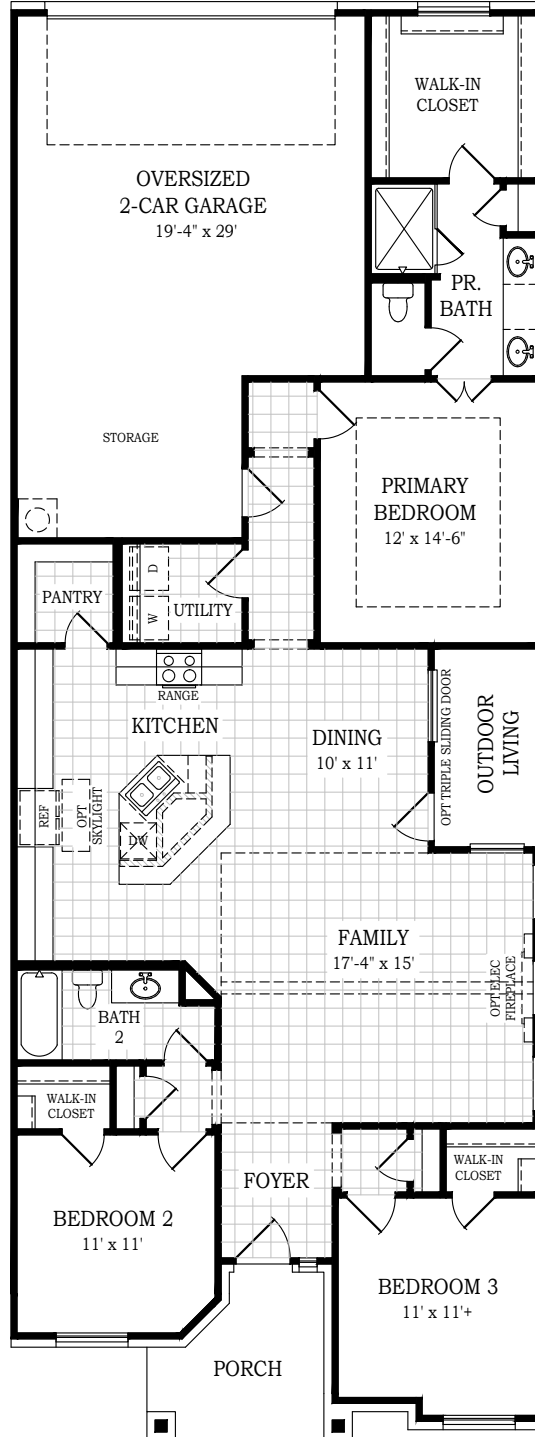 WALK-IN
CLOSET
OVERSIZED
2-CAR GARAGE
19'-4" x 29'
PR.
BATH
STORAGE
PRIMARY
BEDROOM
12' x 14'-6"
D
W
PANTRY
UTILITY
RANGE
KITCHEN
DINING
10' x 11'
OPT TRIPLE SLIDING DOOR
OUTDOOR
LIVING
REF
OPT
SKYLIGHT
DW
FAMILY
17'-4" x 15'
OPT ELEC
FIREPLACE
BATH
2
WALK-IN
CLOSET
WALK-IN
CLOSET
FOYER
BEDROOM 2
11' x 11'
BEDROOM 3
11' x 11'+
PORCH